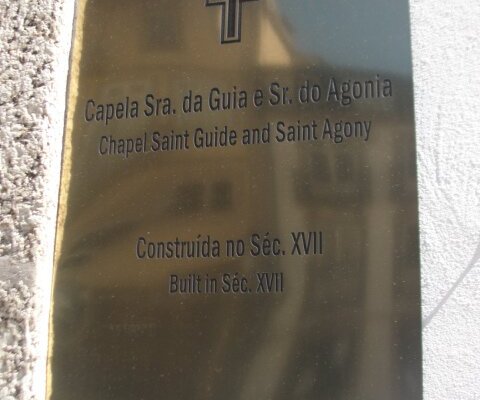 Capela Sra. da Guia e Sr. do Agonia
Chapel Saint Guide and Saint Agony
Construída no Séc. XVII
Built in Séc. XVII